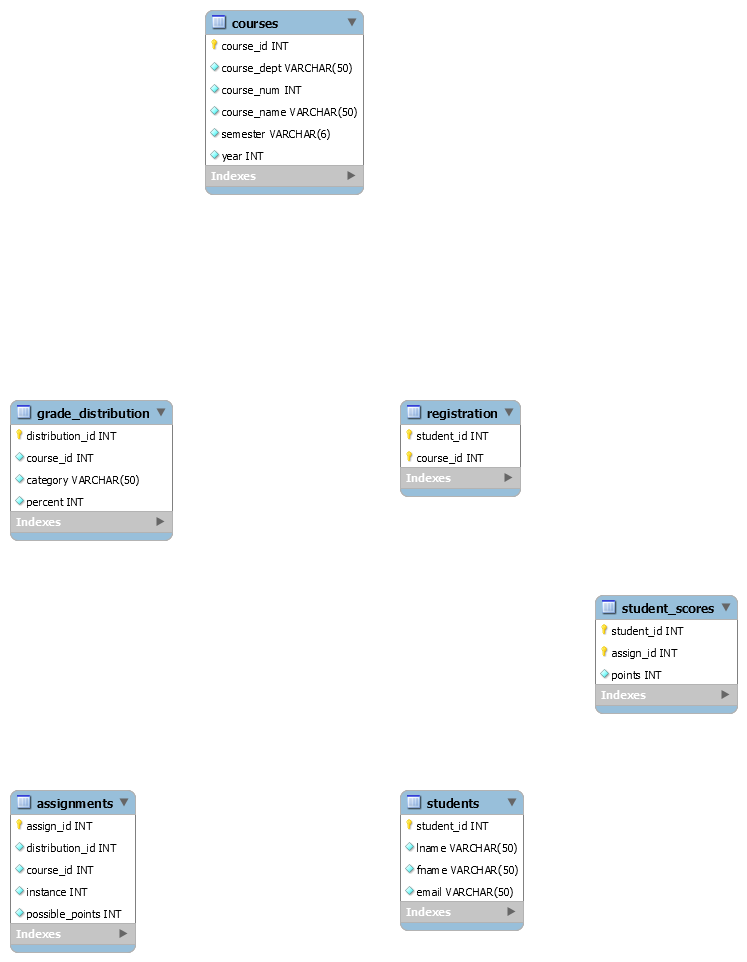 courses
course_id INT
course_dept VARCHAR(50)
course_num INT
course_name VARCHAR(50)
semester VARCHAR(6)
year INT
Indexes
grade_distribution
distribution_id INT
course_id INT
category VARCHAR(50)
percent INT
Indexes
registration
student_id INT
course_id INT
Indexes
student_scores
student_id INT
assign_id INT
points INT
Indexes
assignments
assign_id INT
distribution_id INT
course_id INT
instance INT
possible_points INT
Indexes
students
student_id INT
lname VARCHAR(50)
fname VARCHAR(50)
email VARCHAR(50)
Indexes